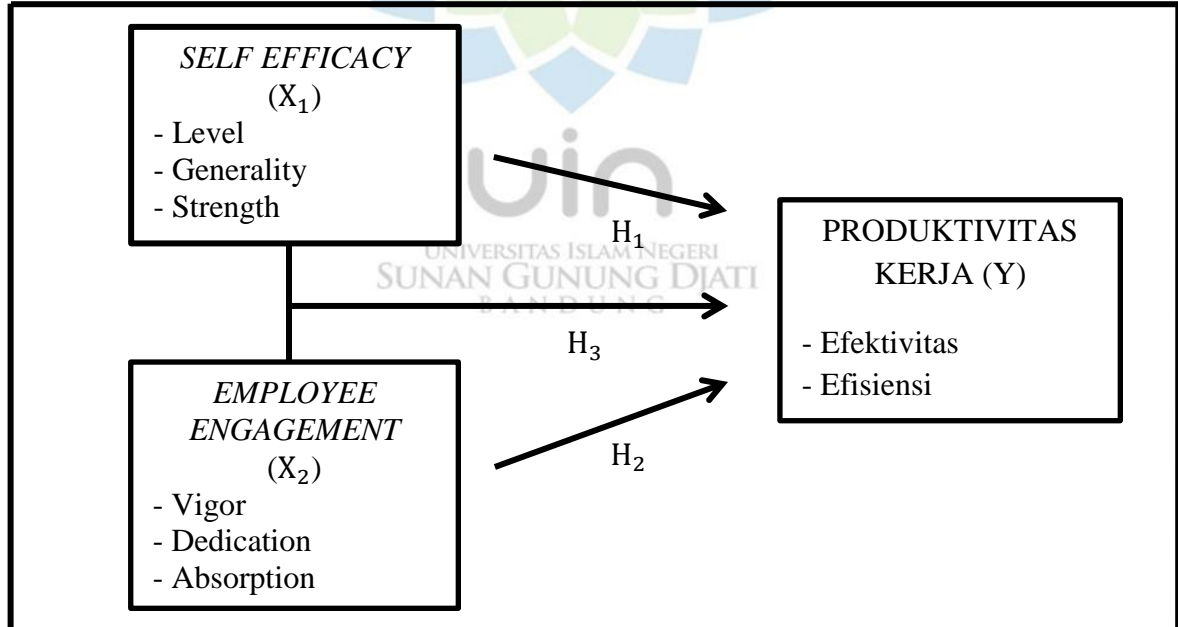 SELF EFFICACY
(X₁)
- Level
- Generality
- Strength
H₁
H₃
EMPLOYEE
ENGAGEMENT
(X₂)
- Vigor
- Dedication
- Absorption
H₂
PRODUKTIVITAS
KERJA (Y)
- Efektivitas
- Efisiensi
uin
UNIVERSITAS ISLAM NEGERI
SUNAN GUNUNG DJATI
BANDUNG